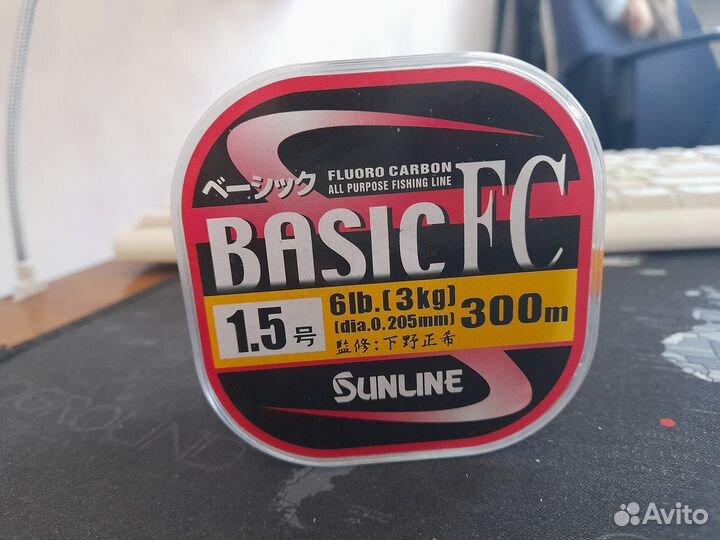 ベーシック
FLUORO CARBON
ALL PURPOSE FISHING LINE
BASIC FC
1.5号
6lb.(3kg)
(dia.0.205mm)
300m
監修:下野正希
SUNLINE
Avito